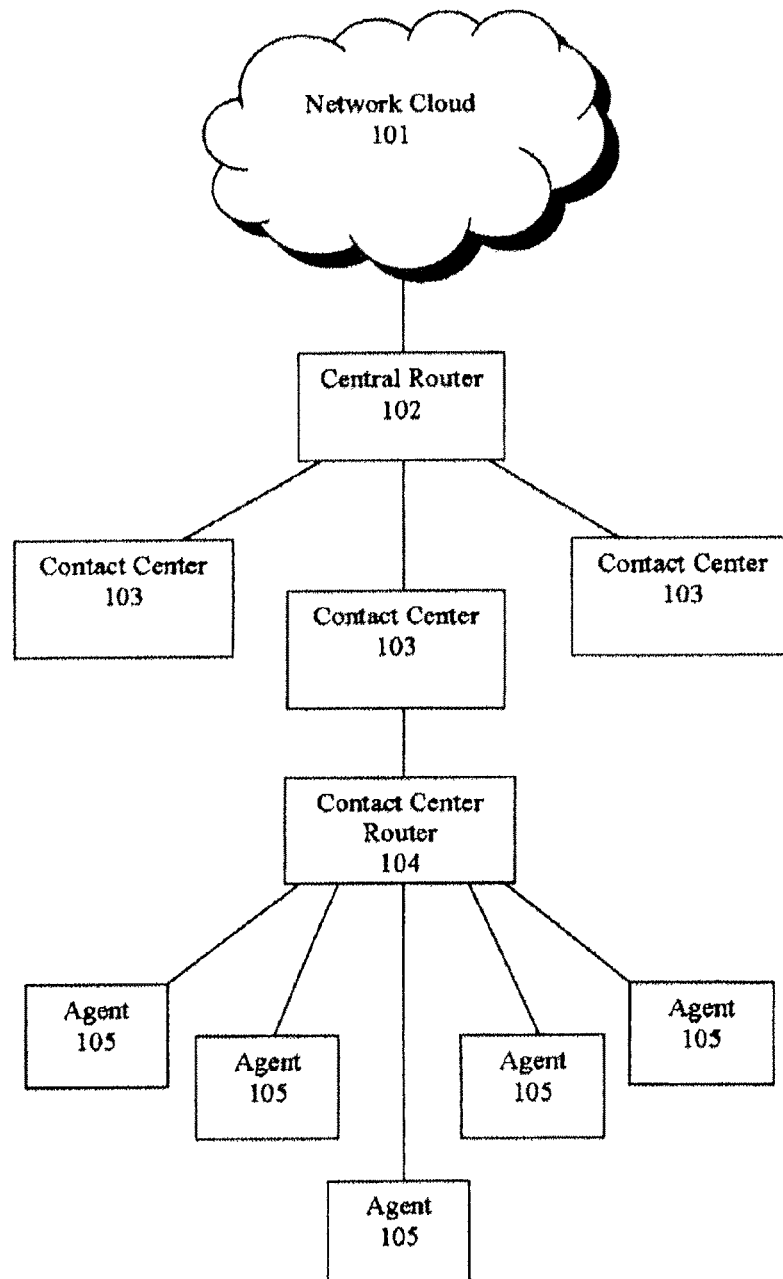 Network Cloud
101
Central Router
102
Contact Center
103
Contact Center
103
Contact Center
103
Contact Center
Router
104
Agent
105
Agent
105
Agent
105
Agent
105
Agent
105